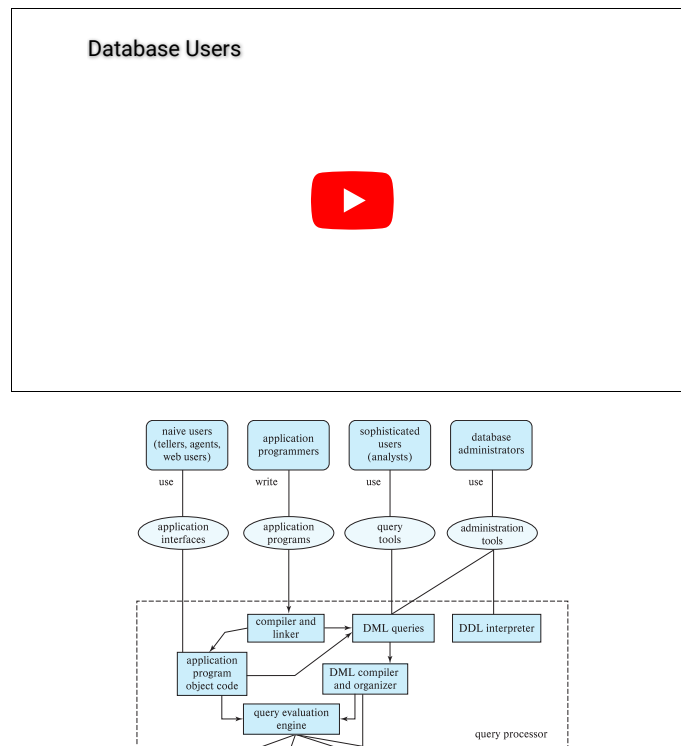 Database Users
naive users
(tellers, agents,
web users)
application
programmers
sophisticated
users
(analysts)
database
administrators
use
write
use
use
application
interfaces
application
programs
query
tools
administration
tools
compiler and
linker
DML queries
DDL interpreter
application
program
object code
DML compiler
and organizer
query evaluation
engine
query processor